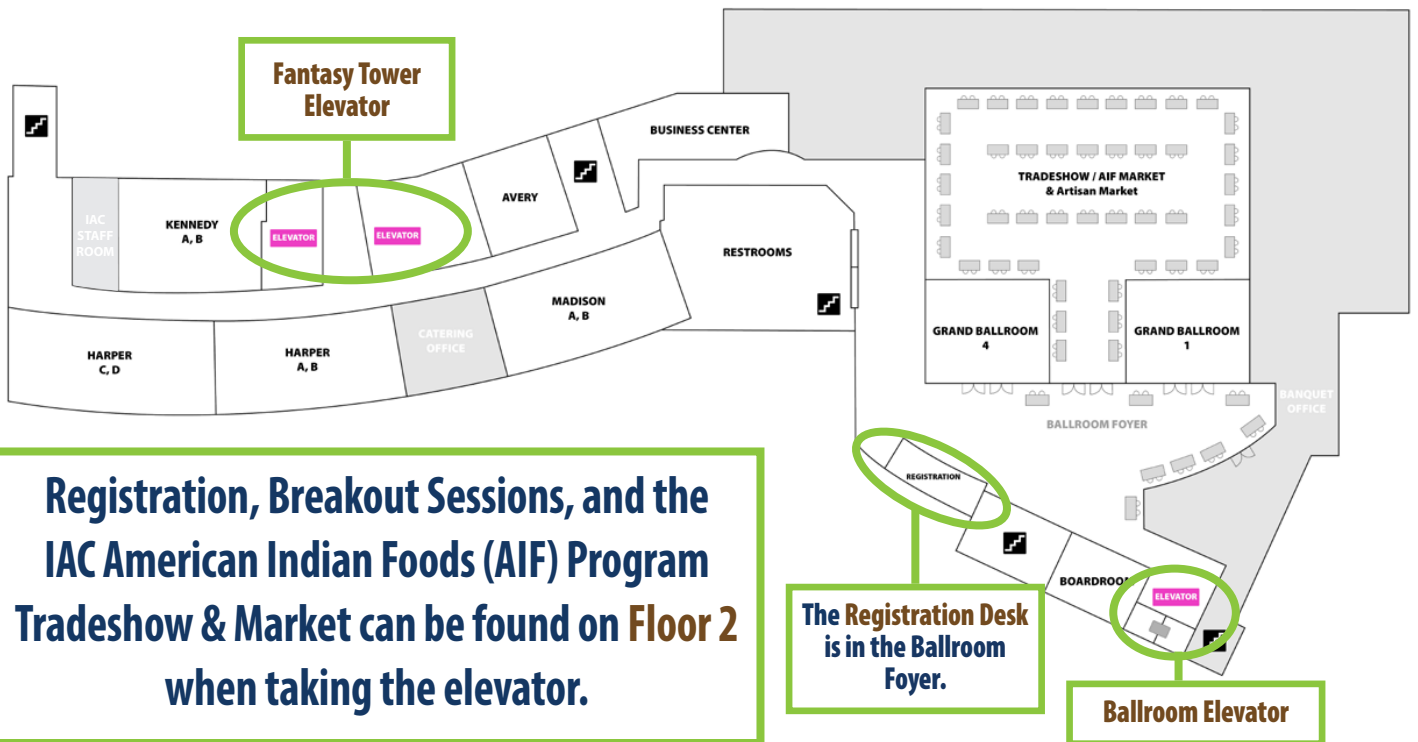 Fantasy Tower
Elevator
BUSINESS CENTER
AVERY
IAC
STAFF
ROOM
KENNEDY
A, B
ELEVATOR
ELEVATOR
RESTROOMS
TRADESHOW / AIF MARKET
& Artisan Market
MADISON
A, B
CATERING
OFFICE
HARPER
C, D
HARPER
A, B
GRAND BALLROOM
4
GRAND BALLROOM
1
BANQUET
OFFICE
BALLROOM FOYER
REGISTRATION
BOARDROOM
ELEVATOR
Registration, Breakout Sessions, and the
IAC American Indian Foods (AIF) Program
Tradeshow & Market can be found on Floor 2
when taking the elevator.
The Registration Desk
is in the Ballroom
Foyer.
Ballroom Elevator